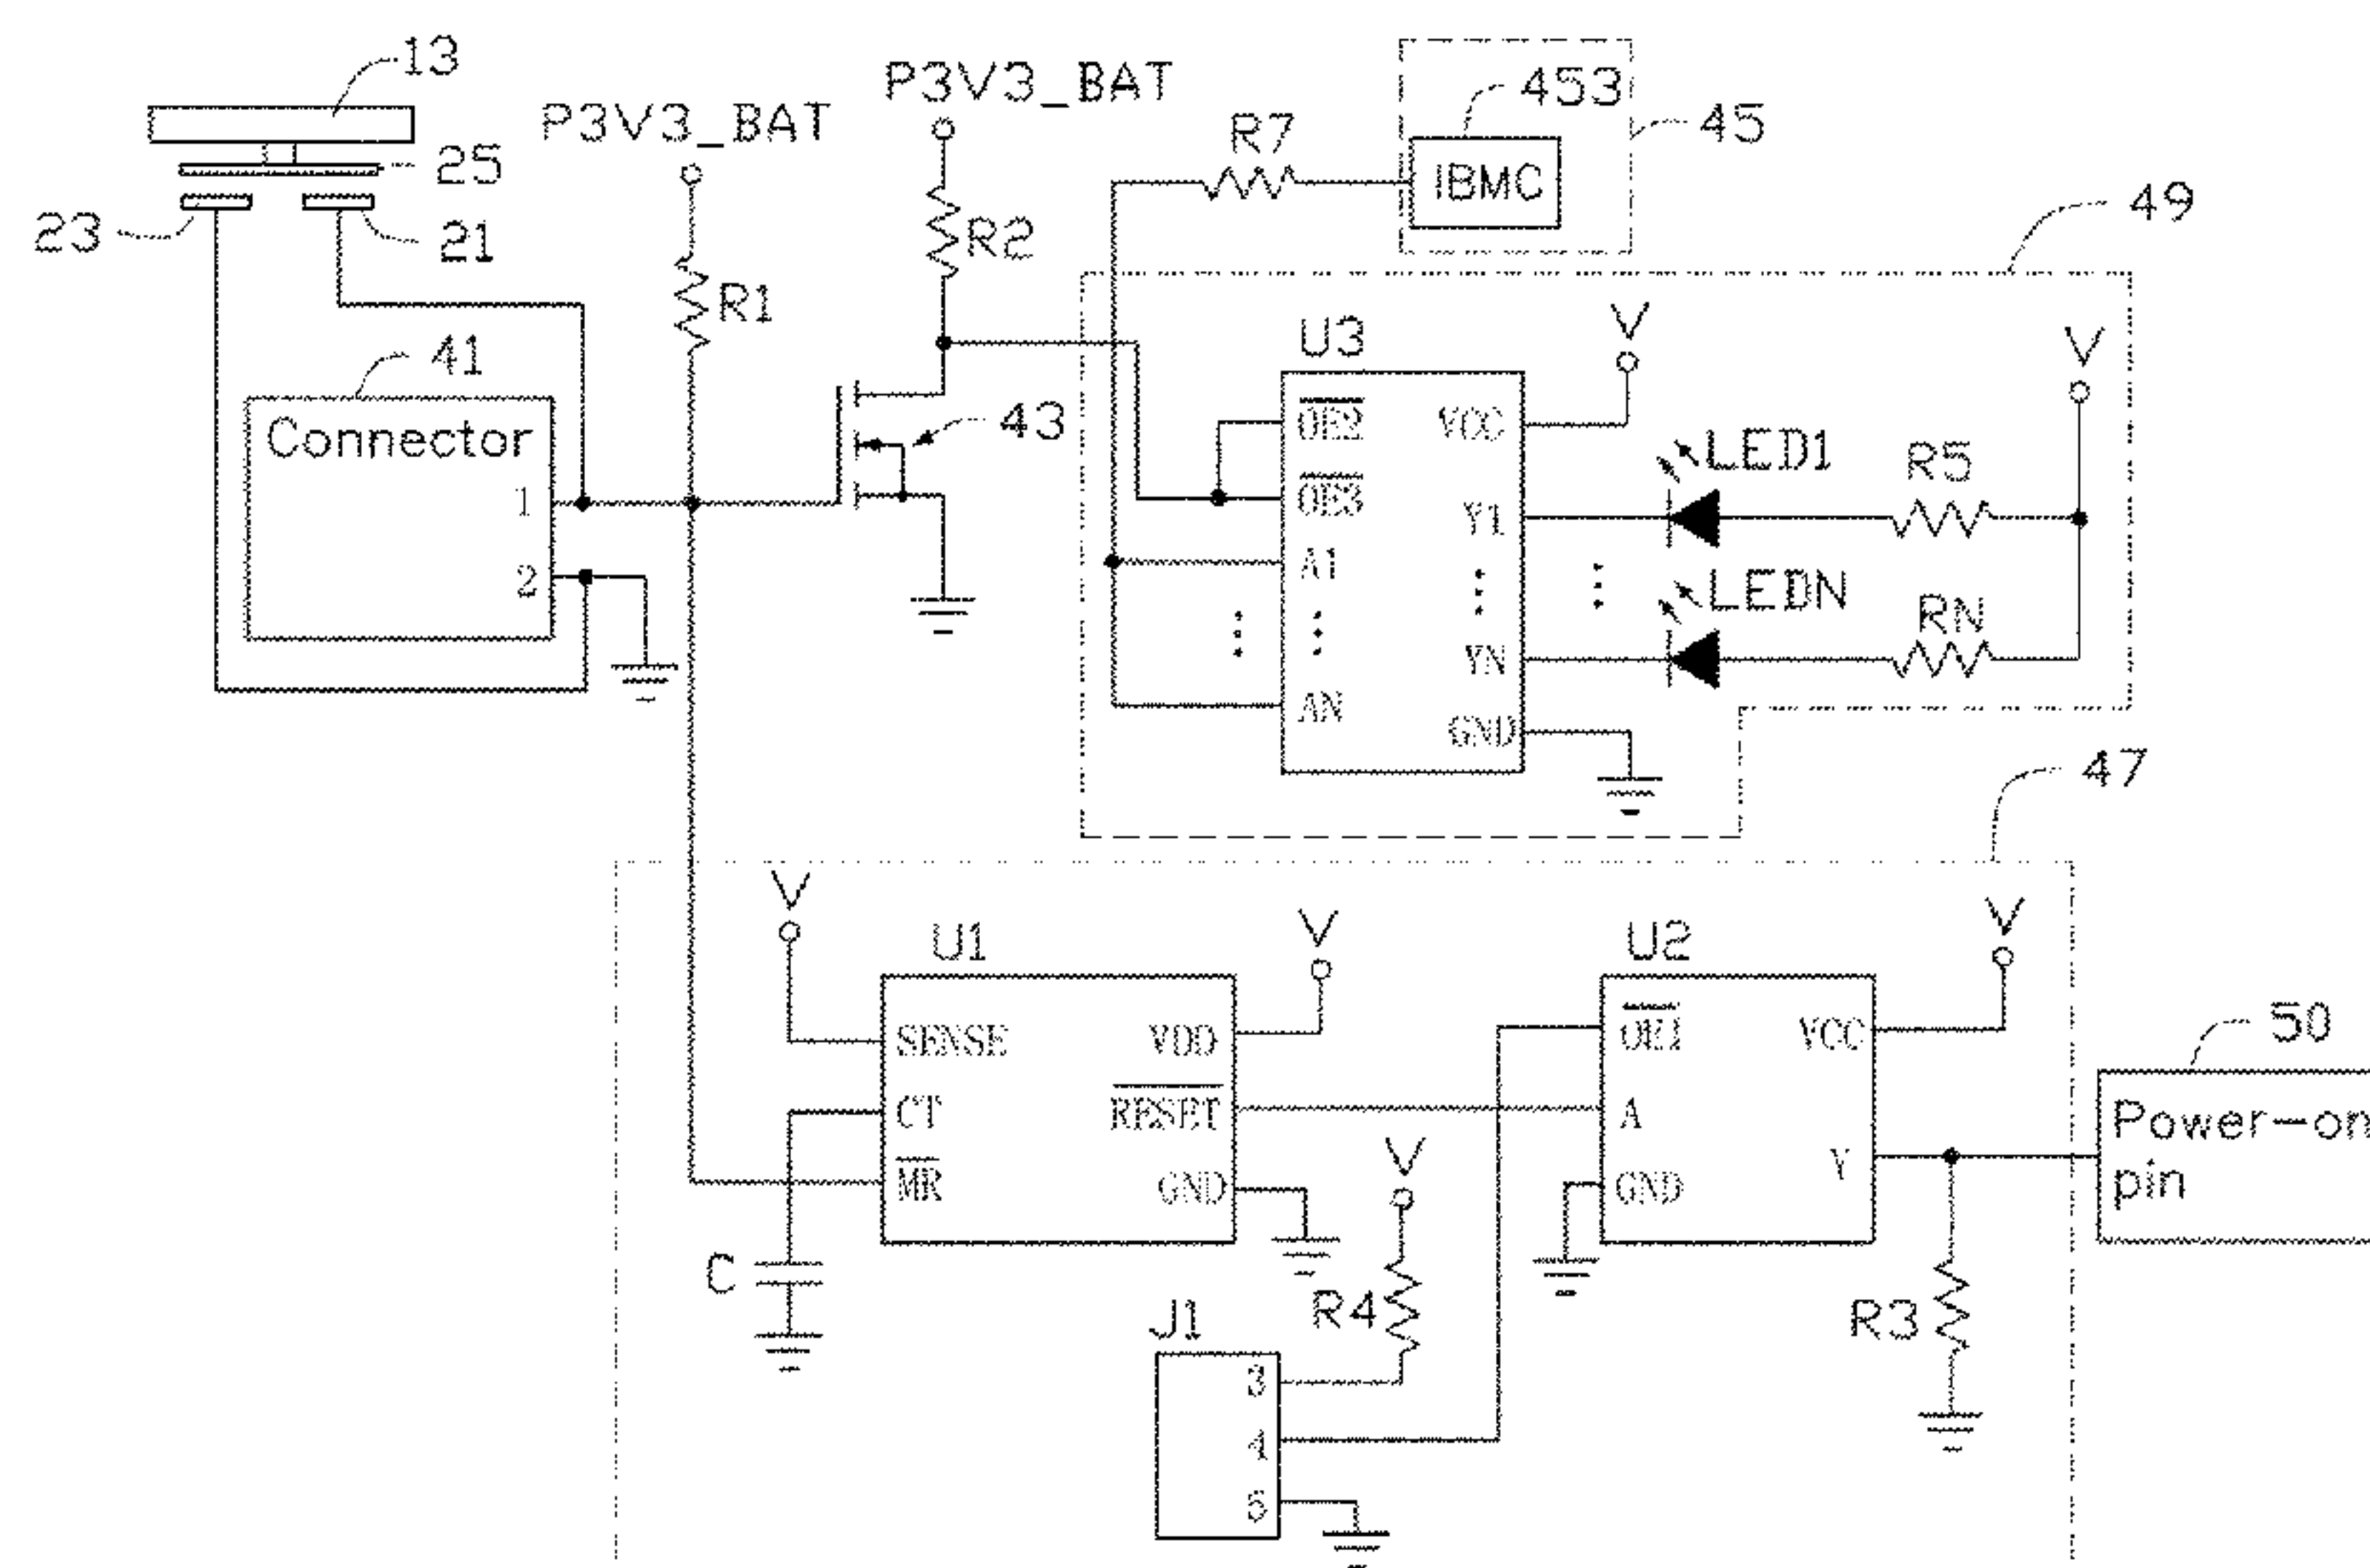 13
P3V3_BAT
P3V3_BAT
453
45
R7
IBMC
25
23
21
49
R2
R1
41
Connector
1
2
43
U3
V
V
OE2
OE3
A1
AN
VCC
Y1
YN
GND
LED1
R5
LEDN
RN
47
V
U1
V
SENSE
CT
MR
VDD
RESET
GND
C
U2
V
OE1
A
GND
VCC
Y
50
Power-on
pin
V
R4
R3
J1
3
4
5